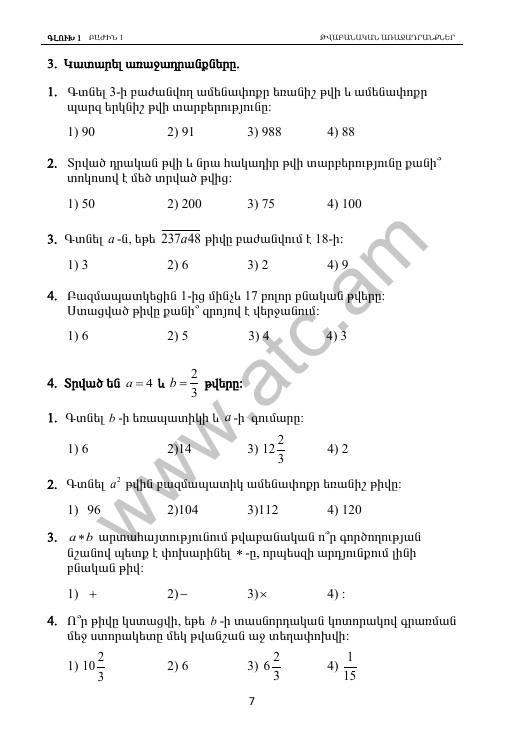 ԳԼՈՒԽ 1 ԲԱԺԻՆ 1 ԹՎԱԲԱՆԱԿԱՆ ԱՌԱՋԱԴՐԱՆՔՆԵՐ
3. Կատարել առաջադրանքները.
1. Գտնել 3-ի բաժանվող ամենափոքր եռանիշ թվի և ամենափոքր
պարզ երկնիշ թվի տարբերությունը:
1) 90 2) 91 3) 988 4) 88
2. Տրված դրական թվի և նրա հակադիր թվի տարբերությունը քանի՞
տոկոսով է մեծ տրված թվից:
1) 50 2) 200 3) 75 4) 100
3. Գտնել a -ն, եթե 237a48 թիվը բաժանվում է 18-ի:
1) 3 2) 6 3) 2 4) 9
4. Բազմապատկեցին 1-ից մինչև 17 բոլոր բնական թվերը:
Ստացված թիվը քանի՞ զրոյով է վերջանում:
1) 6 2) 5 3) 4 4) 3
4. Տրված են a = 4 և b = 2/3 թվերը:
1. Գտնել b -ի եռապատիկի և a -ի գումարը:
1) 6 2)14 3) 12 2/3 4) 2
2. Գտնել a² թվին բազմապատիկ ամենափոքր եռանիշ թիվը:
1) 96 2)104 3)112 4) 120
3. a ∗ b արտահայտությունում թվաբանական ո՞ր գործողության
նշանով պետք է փոխարինել ∗ -ը, որպեսզի արդյունքում լինի
բնական թիվ:
1) + 2) − 3) × 4) :
4. Ո՞ր թիվը կստացվի, եթե b -ի տասնորդական կոտորակով գրառման
մեջ ստորակետը մեկ թվանշան աջ տեղափոխվի:
1) 10 2/3 2) 6 3) 6 2/3 4) 1/15
7
www.atc.am